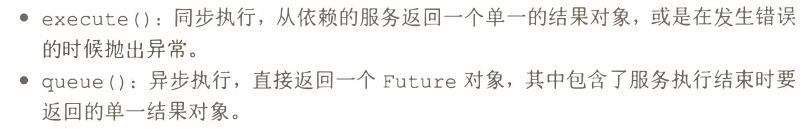 • execute()：同步执行，从依赖的服务返回一个单一的结果对象，或是在发生错误
的时候抛出异常。
• queue()：异步执行，直接返回一个 Future 对象，其中包含了服务执行结束时要
返回的单一结果对象。